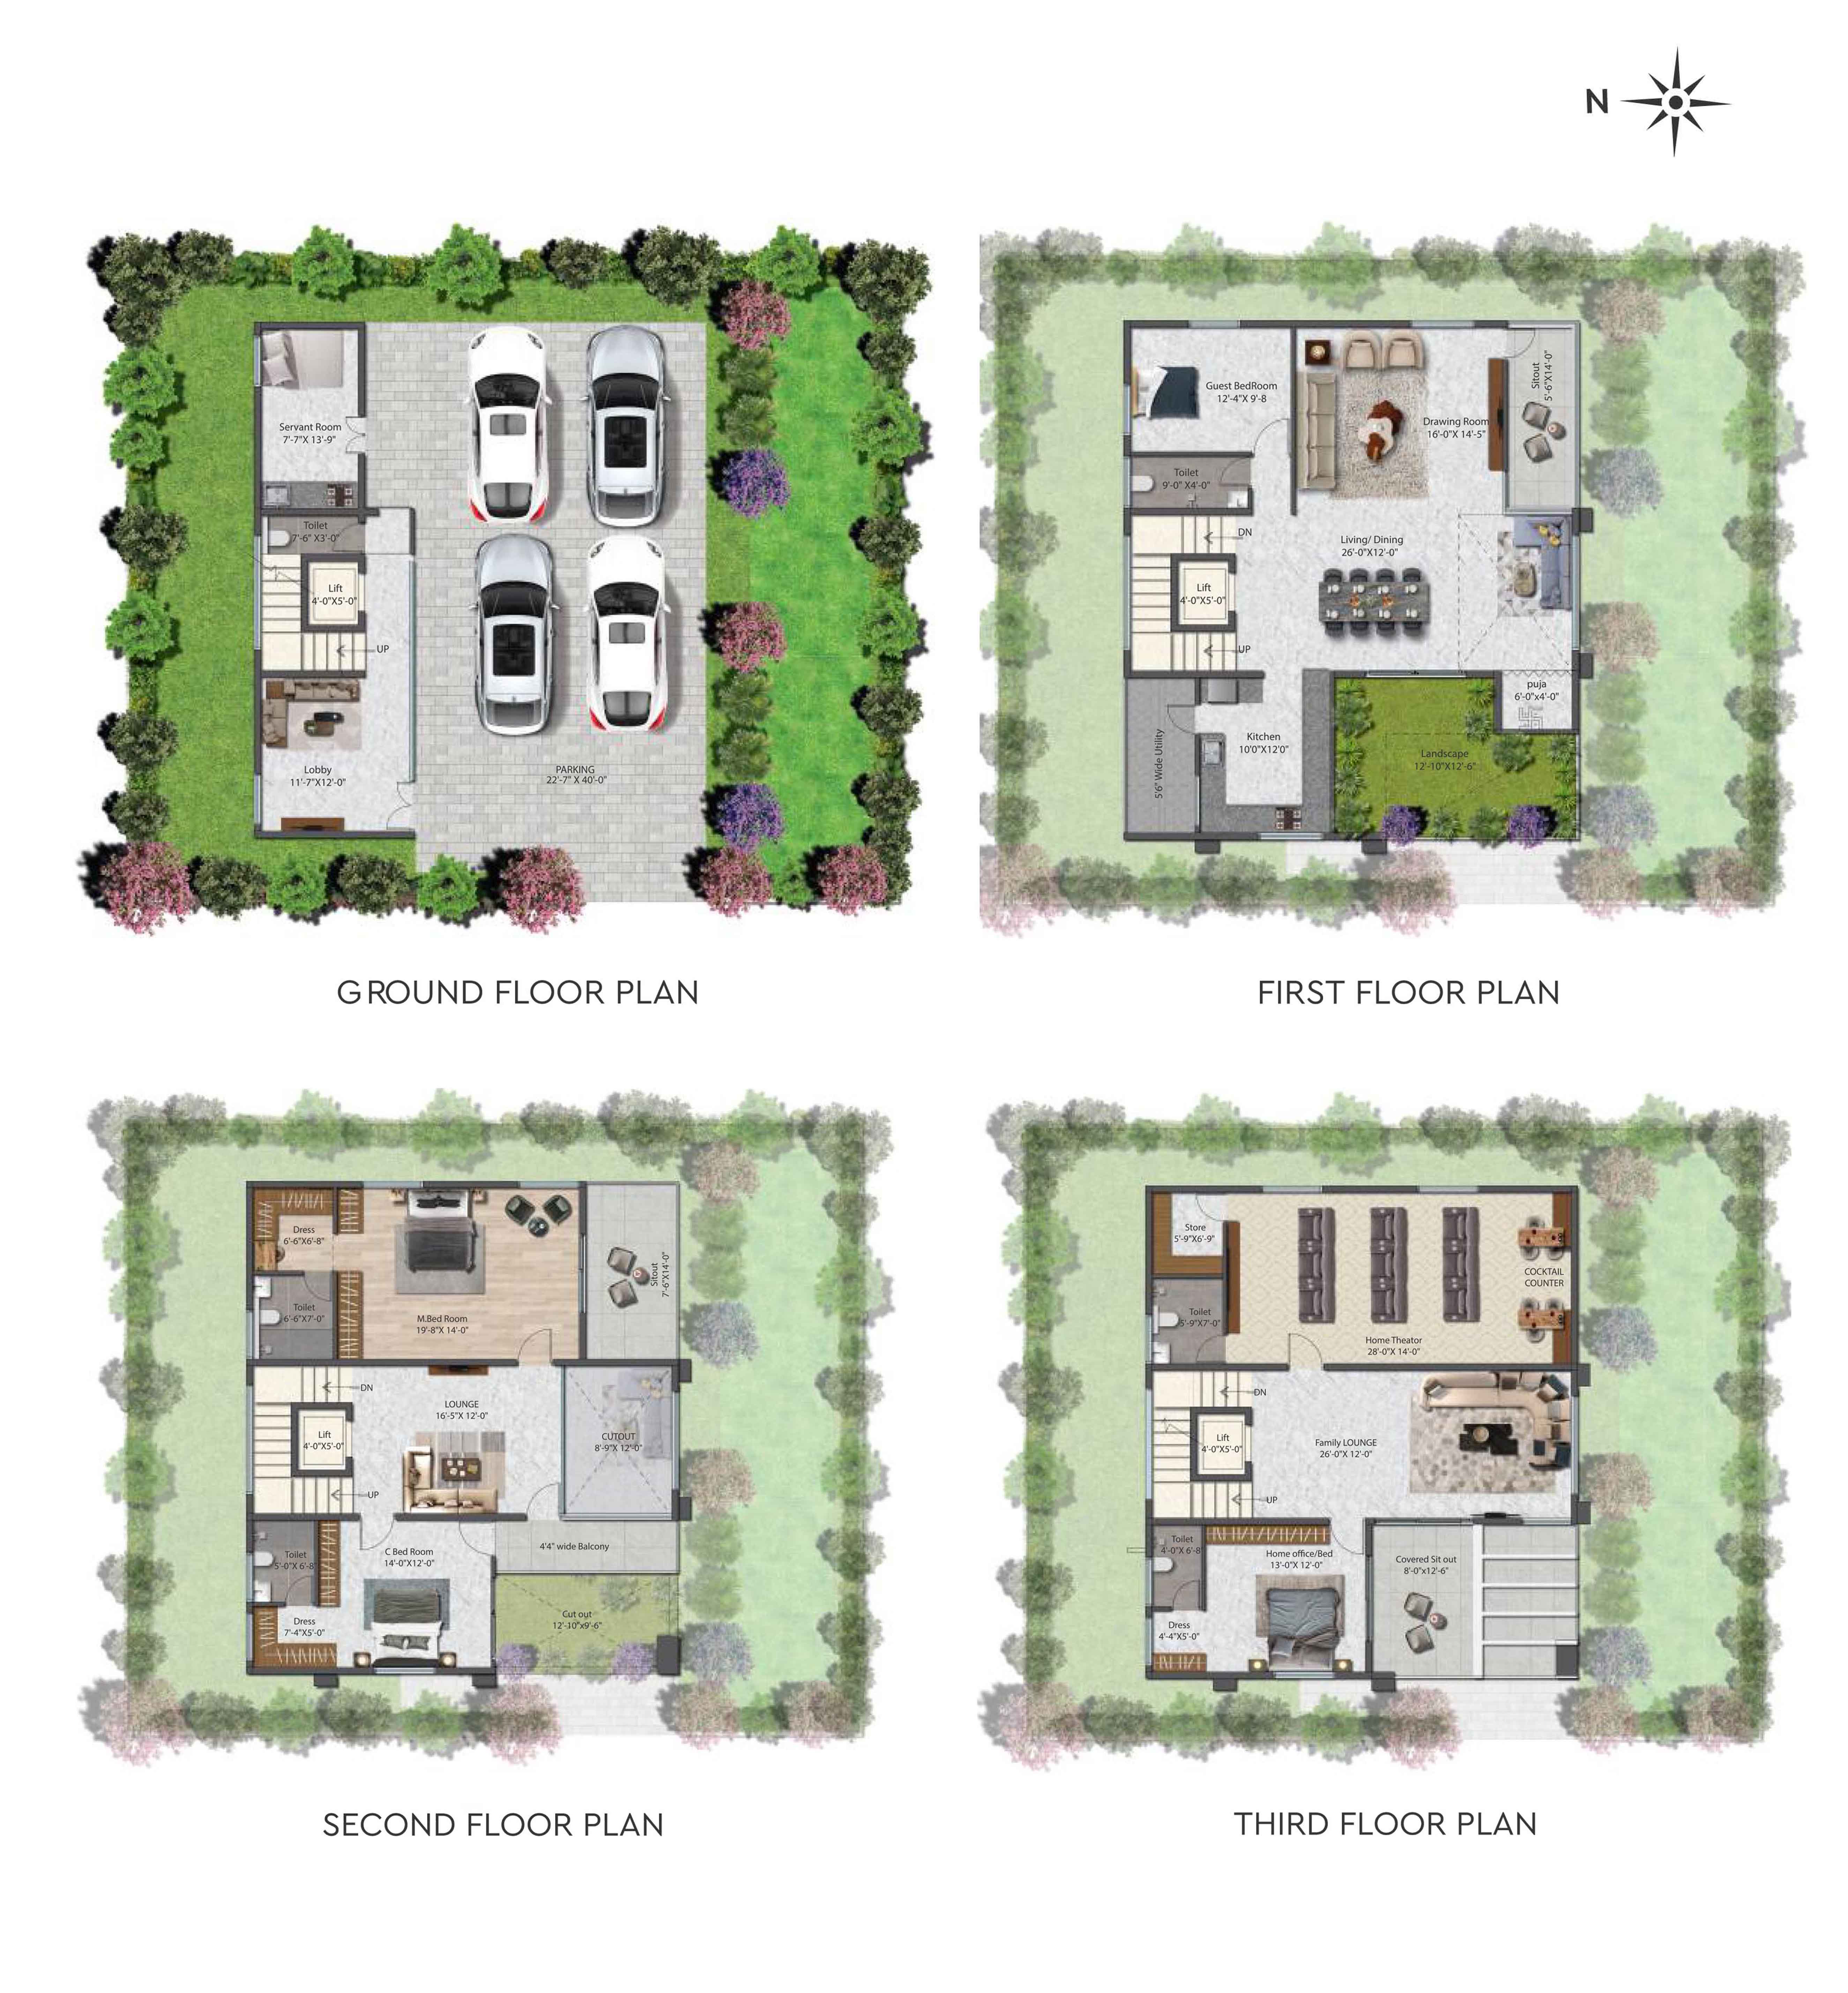 N
Servant Room
7'-7"X 13'-9"
Toilet
7'-6" X3'-0"
Lift
4'-0"X5'-0"
UP
Lobby
11'-7"X12'-0"
PARKING
22'-7" X 40'-0"
GROUND FLOOR PLAN
Guest BedRoom
12'-4"X 9'-8
Drawing Room
16'-0"X 14'-5"
Sitout
5'-6"X14'-0"
Toilet
9'-0" X4'-0"
DN
Living/ Dining
26'-0"X12'-0"
Lift
4'-0"X5'-0"
UP
puja
6'-0"x4'-0"
Kitchen
10'0"X12'0"
5'6" Wide Utility
Landscape
12'-10"X12'-6"
FIRST FLOOR PLAN
Dress
6'-6"X6'-8"
Toilet
6'-6"X7'-0"
M.Bed Room
19'-8"X 14'-0"
Sitout
7'-6"X14'-0"
DN
LOUNGE
16'-5"X 12'-0"
Lift
4'-0"X5'-0"
CUTOUT
8'-9"X 12'-0"
UP
Toilet
5'-0"X 6'-8"
C Bed Room
14'-0"X12'-0"
4'4" wide Balcony
Dress
7'-4"X5'-0"
Cut out
12'-10"x9'-6"
SECOND FLOOR PLAN
Store
5'-9"X6'-9"
COCKTAIL
COUNTER
Toilet
5'-9"X7'-0"
Home Theator
28'-0"X 14'-0"
DN
Lift
4'-0"X5'-0"
Family LOUNGE
26'-0"X 12'-0"
UP
Toilet
4'-0"X 6'-8"
Home office/Bed
13'-0"X 12'-0"
Covered Sit out
8'-0"x12'-6"
Dress
4'-4"X5'-0"
THIRD FLOOR PLAN